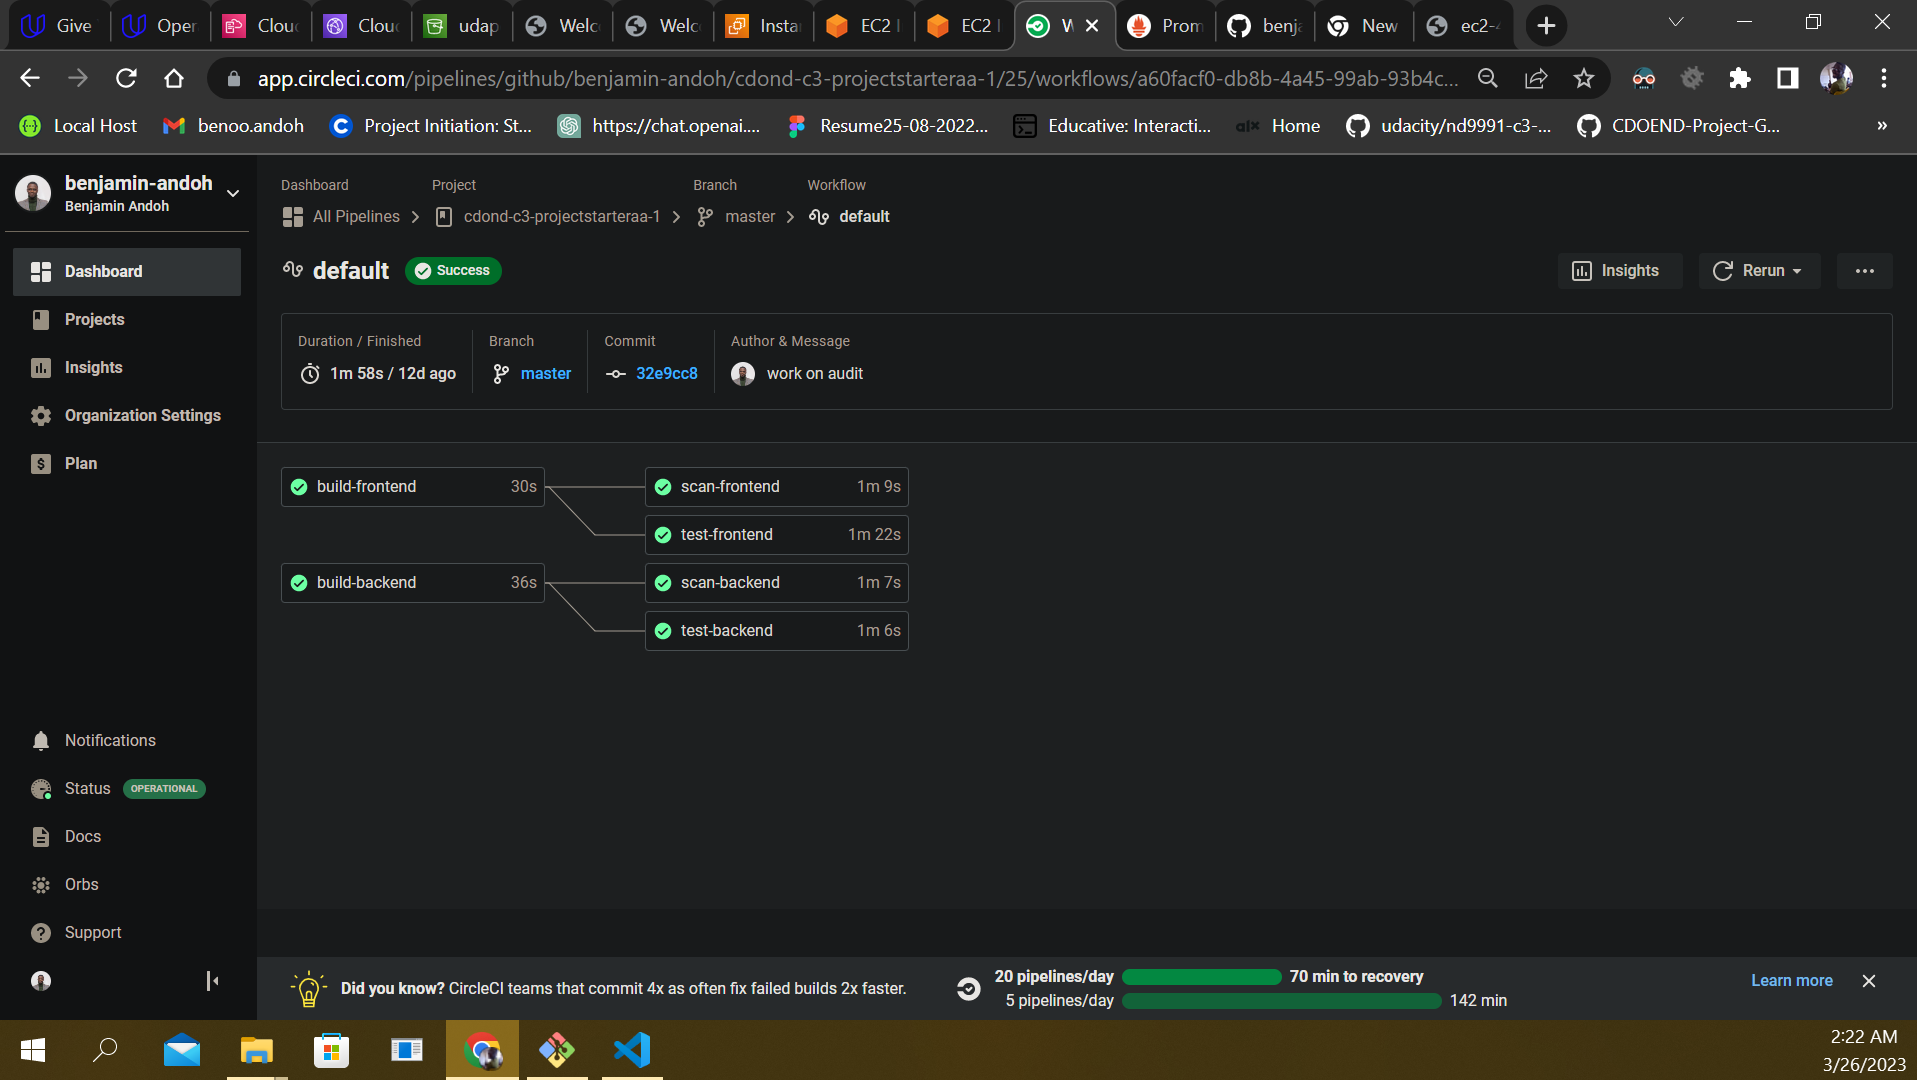 Give
Oper
Clou
Clou
udap
Welc
Welc
Insta
EC2
EC2
W
Prom
benja
New
ec2-4
app.circleci.com/pipelines/github/benjamin-andoh/cdond-c3-projectstarteraa-1/25/workflows/a60facf0-db8b-4a45-99ab-93b4c...
Local Host
benoo.andoh
Project Initiation: St...
https://chat.openai....
Resume25-08-2022...
Educative: Interacti...
alx
Home
udacity/nd9991-c3-...
CDOEND-Project-G...
»
benjamin-andoh
Benjamin Andoh
Dashboard
Projects
Insights
Organization Settings
Plan
Notifications
Status OPERATIONAL
Docs
Orbs
Support
Dashboard
Project
Branch
Workflow
All Pipelines
cdond-c3-projectstarteraa-1
master
default
default
Success
Insights
Rerun
Duration / Finished
1m 58s / 12d ago
Branch
master
Commit
32e9cc8
Author & Message
work on audit
build-frontend 30s
scan-frontend 1m 9s
test-frontend 1m 22s
build-backend 36s
scan-backend 1m 7s
test-backend 1m 6s
Did you know? CircleCI teams that commit 4x as often fix failed builds 2x faster.
20 pipelines/day 70 min to recovery
5 pipelines/day 142 min
Learn more
2:22 AM
3/26/2023